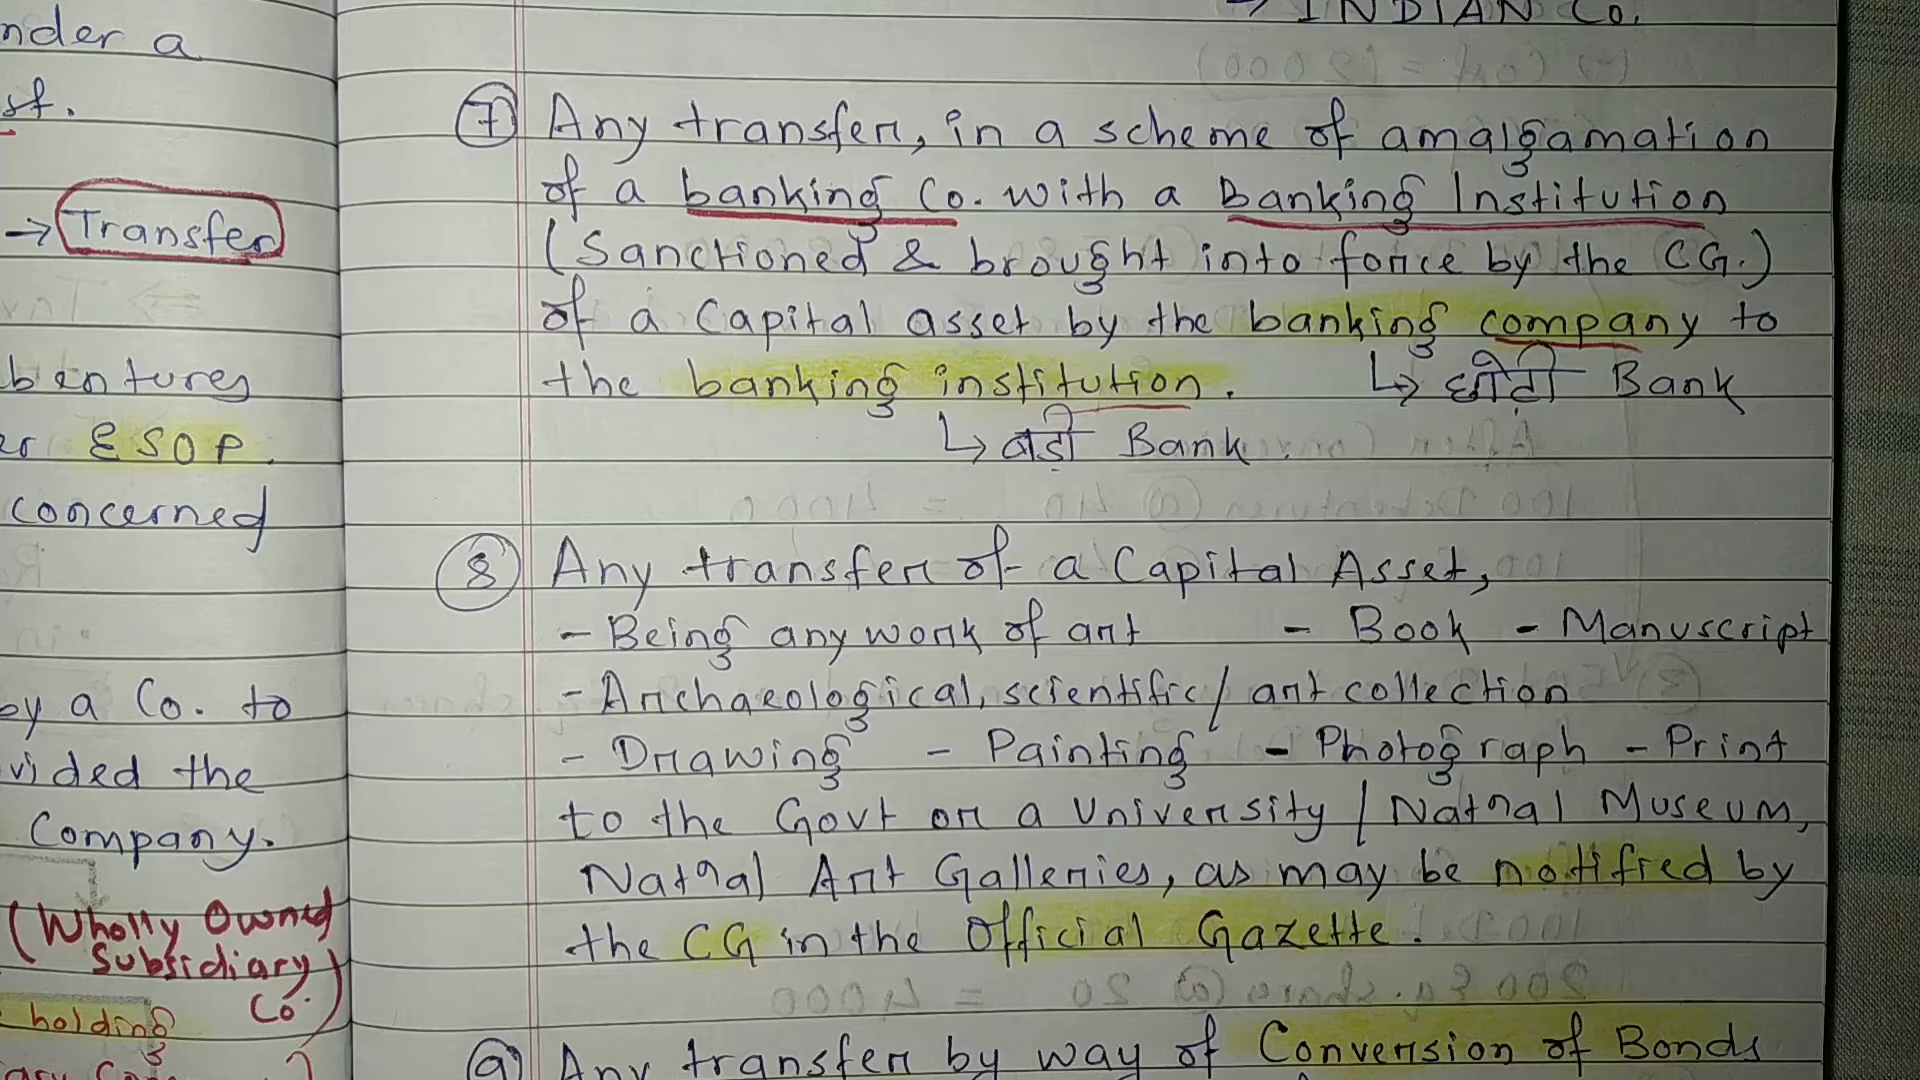 nder a
st.
→ Transfer
bentures
ESOP.
concerned
by a Co. to
vided the
Company.
(Wholly Owned
Subsidiary)
Co.
holding
→ INDIAN Co.
⑦ Any transfer, in a scheme of amalgamation
of a banking Co. with a Banking Institution
(Sanctioned & brought into force by the CG.)
of a Capital asset by the banking company to
the banking institution. ↳ छोटी Bank
↳ बडी Bank
⑧ Any transfer of a Capital Asset,
- Being any work of art - Book - Manuscript
- Archaeological, scientific / art collection
- Drawing - Painting - Photograph - Print
to the Govt or a University / Natnal Museum,
Natnal Art Galleries, as may be notified by
the CG in the Official Gazette.
⑨ Any transfer by way of Conversion of Bonds